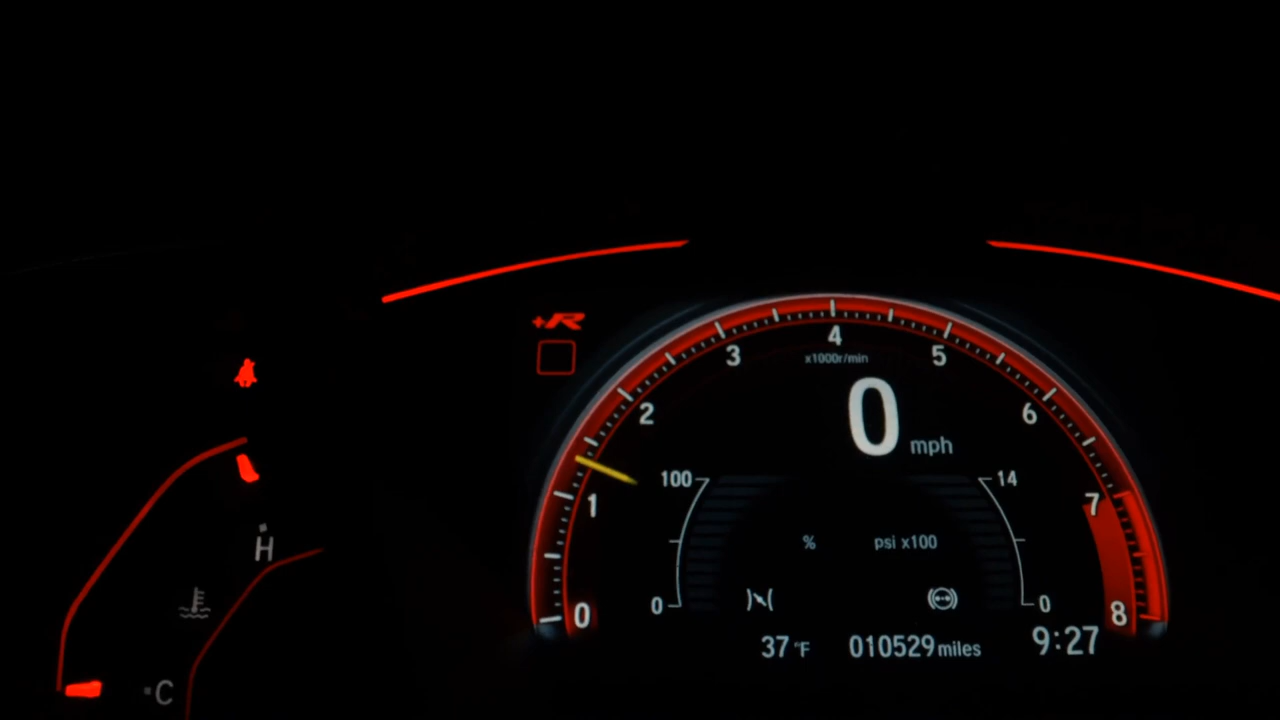 +R
4
x1000r/min
3 5
2 6
0 mph
100 14
1 7
% psi x100
H
0 0
0 8
37 °F 010529 miles 9:27
C